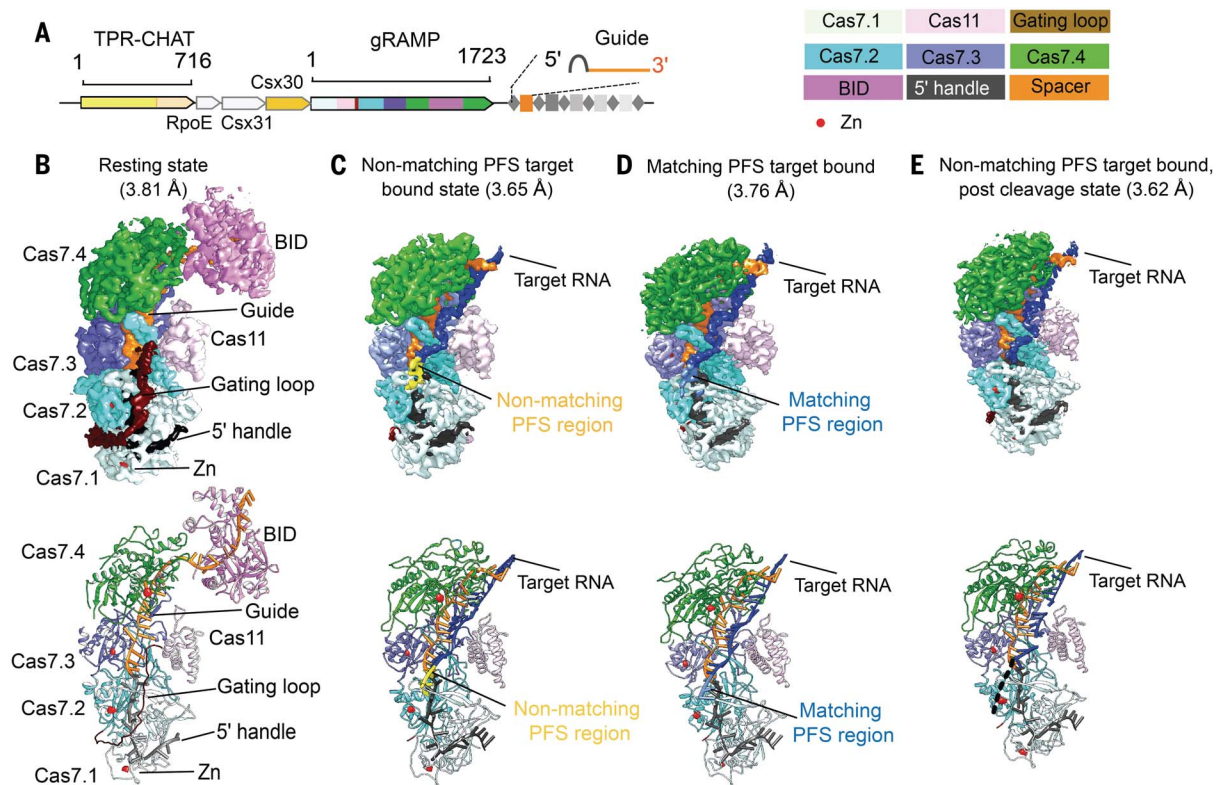 A
TPR-CHAT
1
716
RpoE
Csx31
Csx30
gRAMP
1
1723
5'
Guide
3'
Cas7.1
Cas11
Gating loop
Cas7.2
Cas7.3
Cas7.4
BID
5' handle
Spacer
Zn
B
Resting state
(3.81 Å)
Cas7.4
BID
Guide
Cas11
Cas7.3
Gating loop
Cas7.2
5' handle
Cas7.1
Zn
Cas7.4
BID
Guide
Cas11
Cas7.3
Gating loop
Cas7.2
5' handle
Cas7.1
Zn
C
Non-matching PFS target
bound state (3.65 Å)
Target RNA
Non-matching
PFS region
Target RNA
Non-matching
PFS region
D
Matching PFS target bound
(3.76 Å)
Target RNA
Matching
PFS region
Target RNA
Matching
PFS region
E
Non-matching PFS target bound,
post cleavage state (3.62 Å)
Target RNA
Target RNA